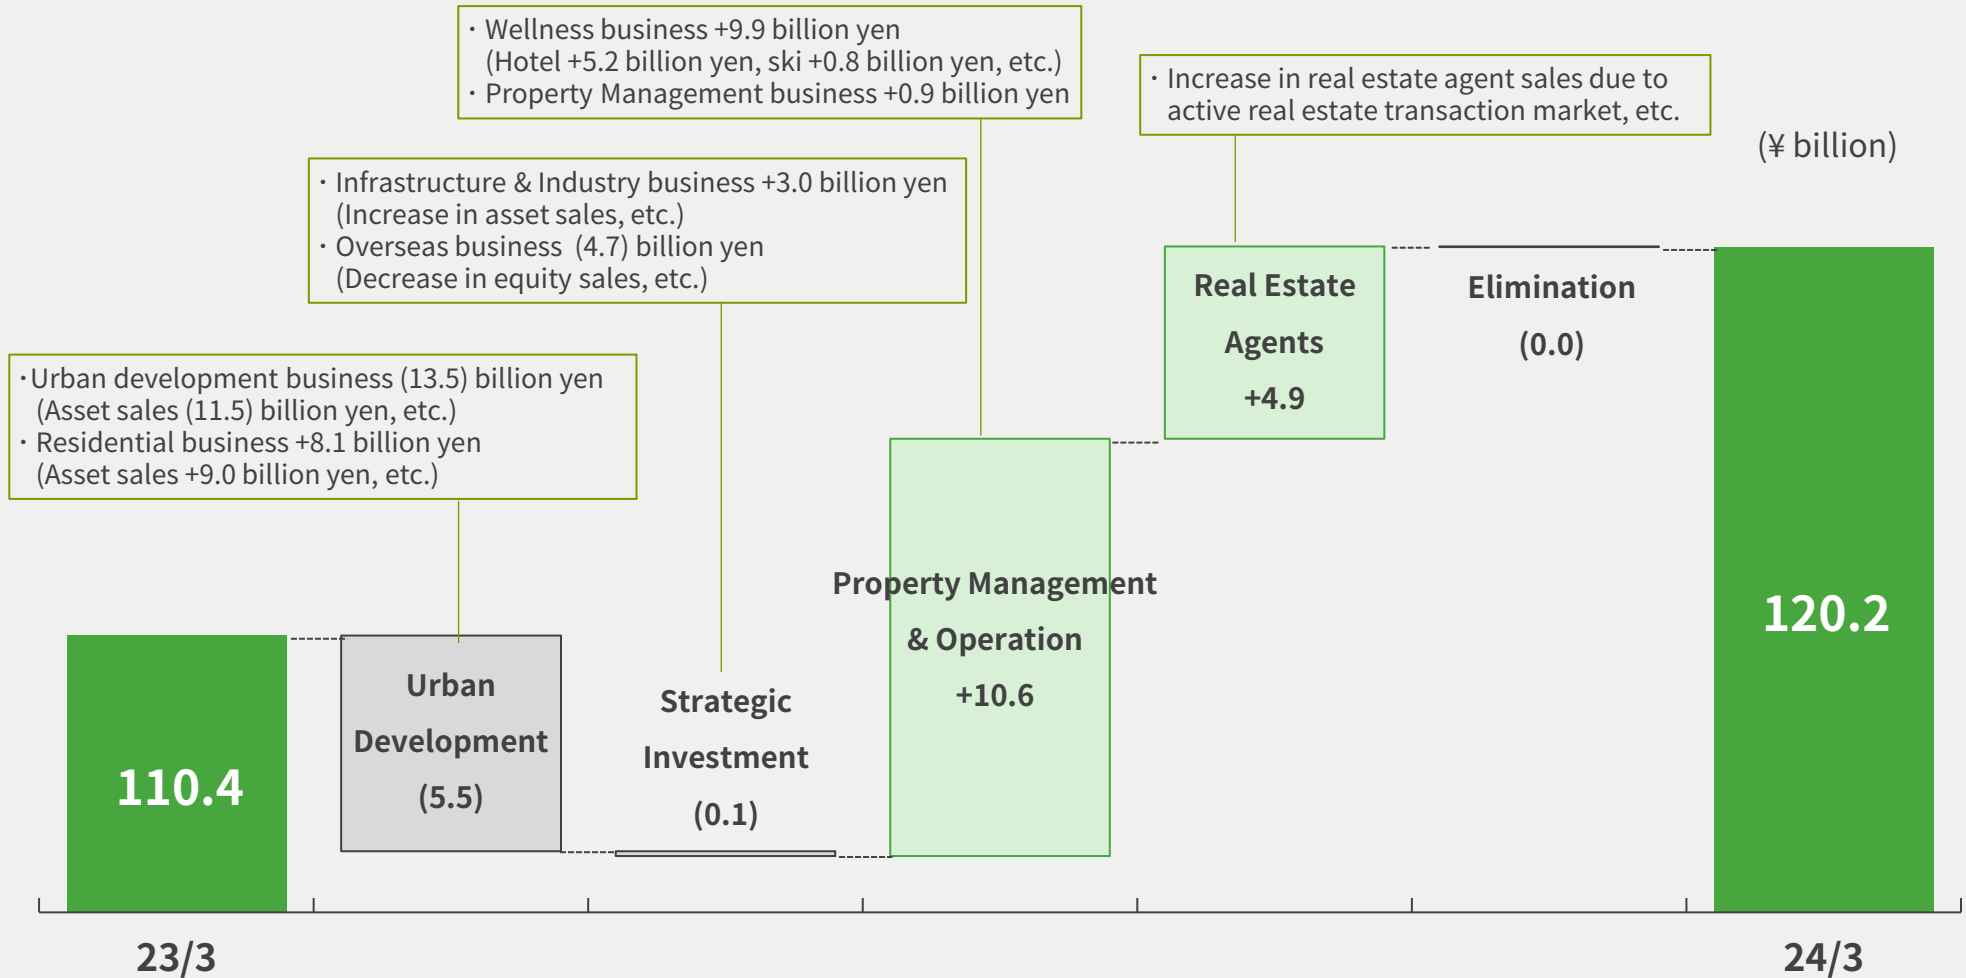 ・Wellness business +9.9 billion yen
(Hotel +5.2 billion yen, ski +0.8 billion yen, etc.)
・Property Management business +0.9 billion yen
・Increase in real estate agent sales due to
active real estate transaction market, etc.
(¥ billion)
・Infrastructure & Industry business +3.0 billion yen
(Increase in asset sales, etc.)
・Overseas business (4.7) billion yen
(Decrease in equity sales, etc.)
・Urban development business (13.5) billion yen
(Asset sales (11.5) billion yen, etc.)
・Residential business +8.1 billion yen
(Asset sales +9.0 billion yen, etc.)
110.4
Urban
Development
(5.5)
Strategic
Investment
(0.1)
Property Management
& Operation
+10.6
Real Estate
Agents
+4.9
Elimination
(0.0)
120.2
23/3
24/3